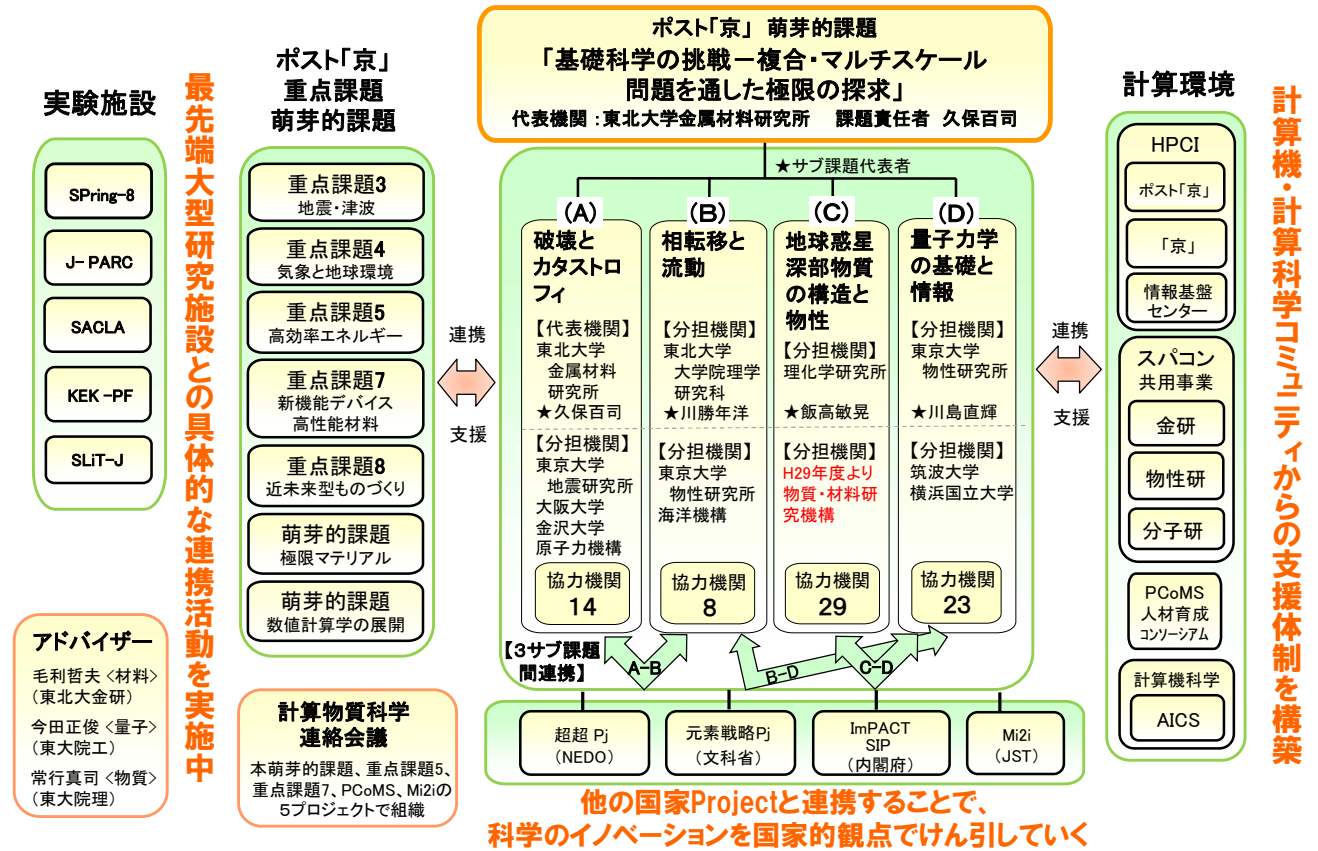 ポスト「京」 萌芽的課題
「基礎科学の挑戦－複合・マルチスケール
問題を通した極限の探求」
代表機関：東北大学金属材料研究所　課題責任者 久保百司
実験施設
SPring-8
J-PARC
SACLA
KEK-PF
SLiT-J
最先端大型研究施設との具体的な連携活動を実施中
アドバイザー
毛利哲夫<材料>
(東北大金研)
今田正俊<量子>
(東大院工)
常行真司<物質>
(東大院理)
ポスト「京」
重点課題
萌芽的課題
重点課題3
地震・津波
重点課題4
気象と地球環境
重点課題5
高効率エネルギー
重点課題7
新機能デバイス
高性能材料
重点課題8
近未来型ものづくり
萌芽的課題
極限マテリアル
萌芽的課題
数値計算学の展開
計算物質科学
連絡会議
本萌芽的課題、重点課題5、
重点課題7、PCoMS、Mi2iの
5プロジェクトで組織
連携
支援
★サブ課題代表者
(A)
破壊と
カタストロ
フィ
【代表機関】
東北大学
金属材料
研究所
★久保百司
【分担機関】
東京大学
地震研究所
大阪大学
金沢大学
原子力機構
協力機関
14
(B)
相転移と
流動
【分担機関】
東北大学
大学院理学
研究科
★川勝年洋
【分担機関】
東京大学
物性研究所
海洋機構
協力機関
8
(C)
地球惑星
深部物質
の構造と
物性
【分担機関】
理化学研究所
★飯高敏晃
【分担機関】
H29年度より
物質・材料研
究機構
協力機関
29
(D)
量子力学
の基礎と
情報
【分担機関】
東京大学
物性研究所
★川島直輝
【分担機関】
筑波大学
横浜国立大学
協力機関
23
【3サブ課題
間連携】
A-B
B-D
C-D
超超 Pj
(NEDO)
元素戦略Pj
(文科省)
ImPACT
SIP
(内閣府)
Mi2i
(JST)
他の国家Projectと連携することで、
科学のイノベーションを国家的観点でけん引していく
連携
支援
計算環境
HPCI
ポスト「京」
「京」
情報基盤
センター
スパコン
共用事業
金研
物性研
分子研
PCoMS
人材育成
コンソーシアム
計算機科学
AICS
計算機・計算科学コミュニティからの支援体制を構築